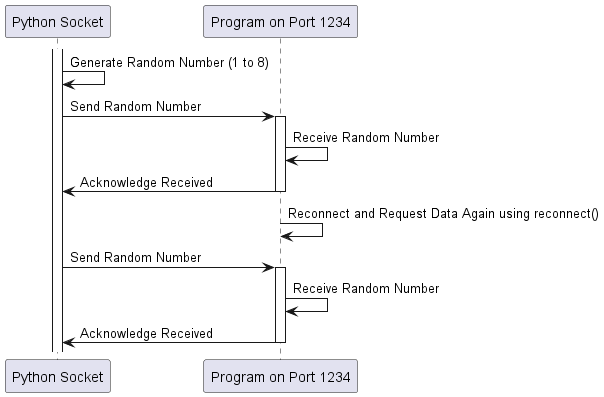 Python Socket
Program on Port 1234
Generate Random Number (1 to 8)
Send Random Number
Receive Random Number
Acknowledge Received
Reconnect and Request Data Again using reconnect()
Send Random Number
Receive Random Number
Acknowledge Received
Python Socket
Program on Port 1234